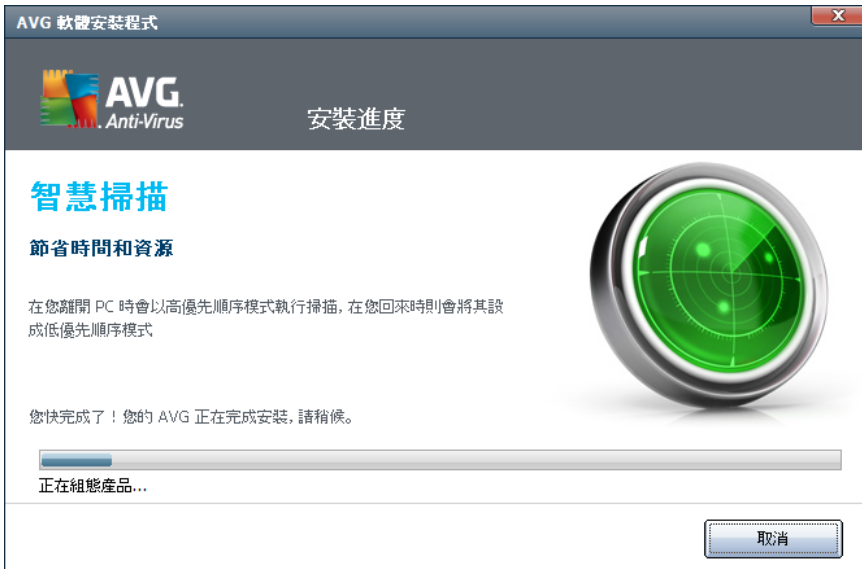 AVG 軟體安裝程式
AVG.
Anti-Virus
安裝進度
智慧掃描
節省時間和資源
在您離開 PC 時會以高優先順序模式執行掃描, 在您回來時則會將其設
成低優先順序模式
您快完成了！您的 AVG 正在完成安裝, 請稍候。
正在組態產品...
取消